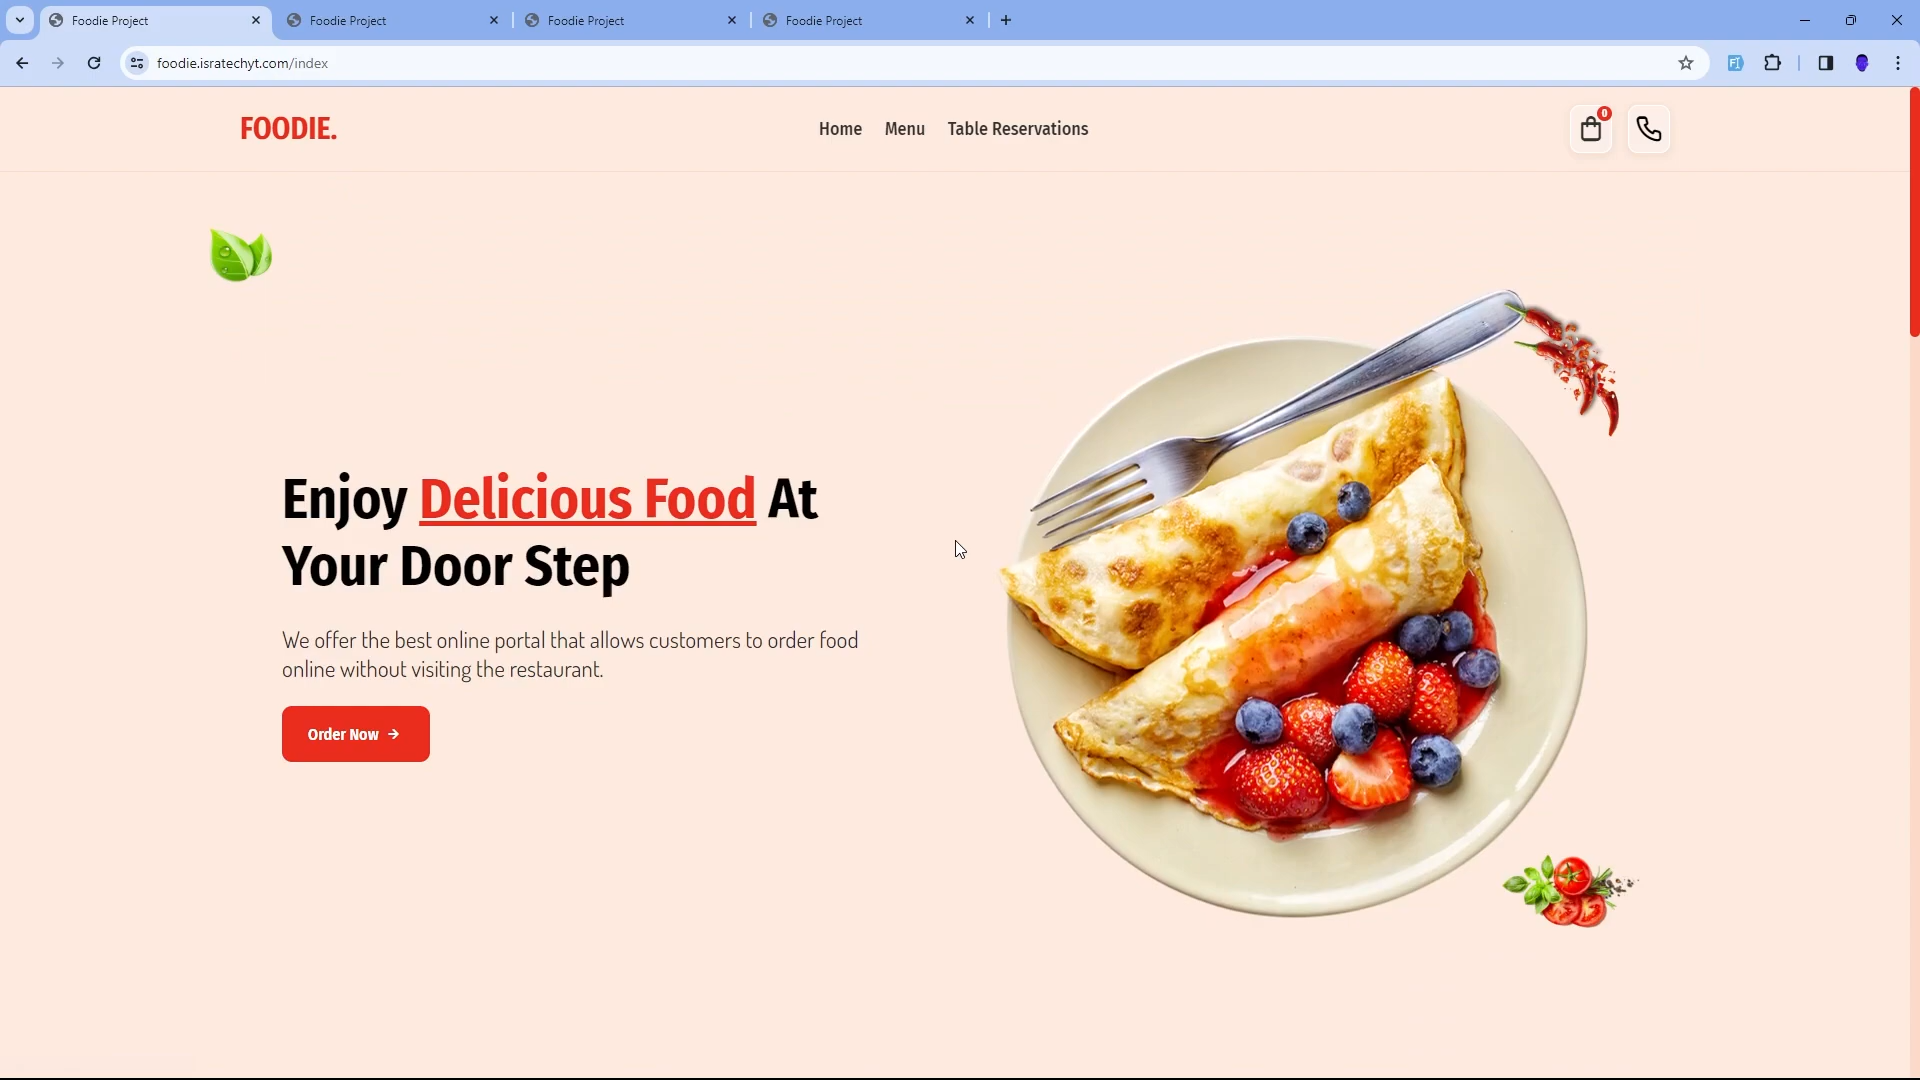 Foodie Project
Foodie Project
Foodie Project
Foodie Project
foodie.isratechyt.com/index
FOODIE.
Home Menu Table Reservations
0
Enjoy Delicious Food At
Your Door Step
We offer the best online portal that allows customers to order food
online without visiting the restaurant.
Order Now →